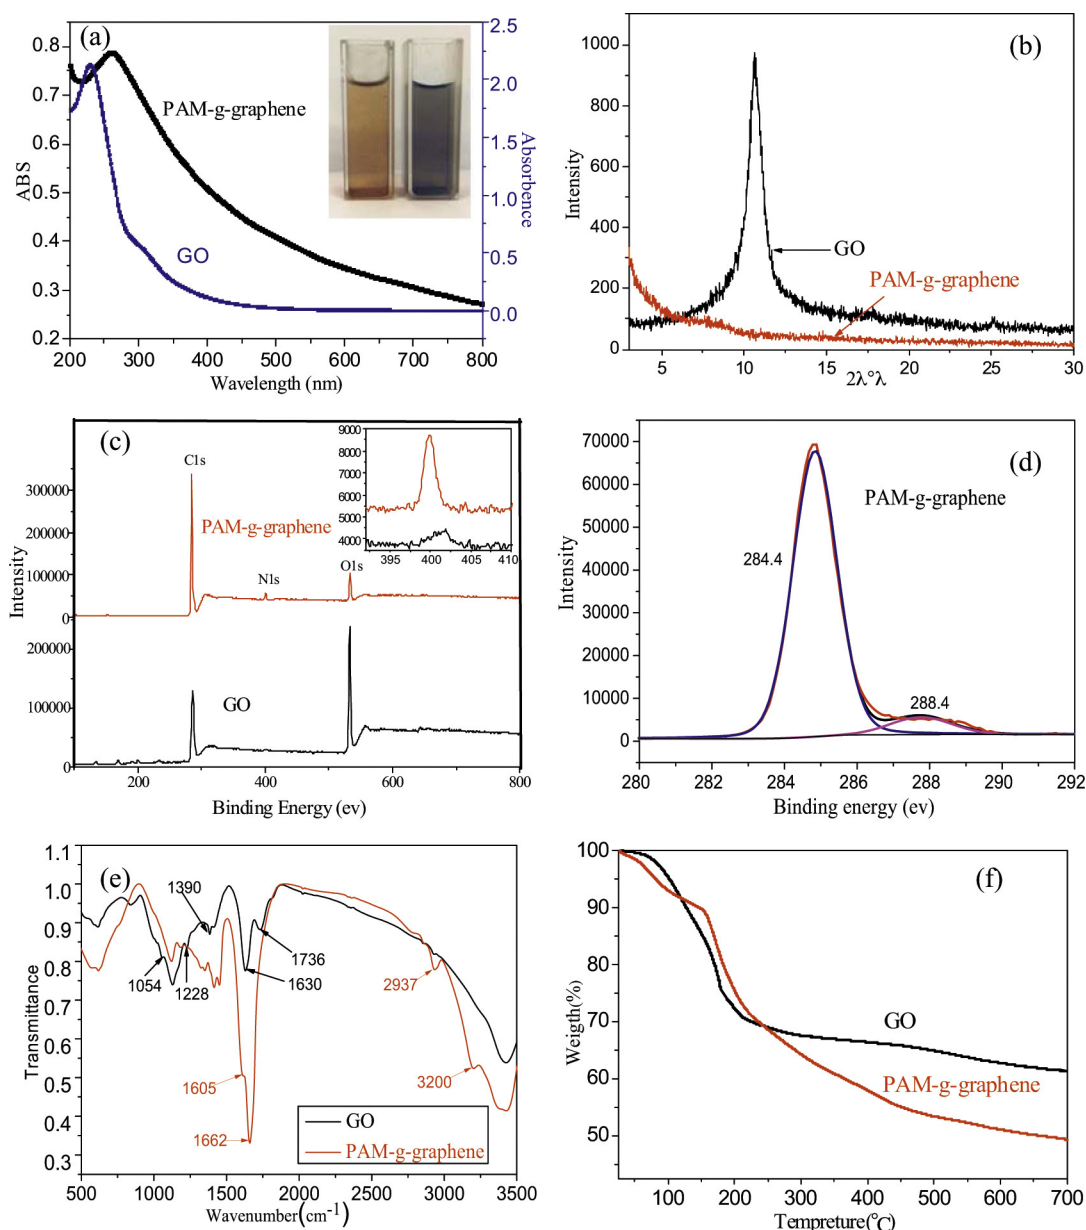 (a)
PAM-g-graphene
GO
ABS
0.8
0.7
0.6
0.5
0.4
0.3
0.2
Absorbence
2.5
2.0
1.5
1.0
0.5
0.0
200 300 400 500 600 700 800
Wavelength (nm)
(b)
GO
PAM-g-graphene
Intensity
1000
800
600
400
200
0
5 10 15 20 25 30
2λ°λ
(c)
C1s
PAM-g-graphene
N1s
O1s
GO
Intensity
300000
200000
100000
0
200000
100000
0
200 400 600 800
Binding Energy (ev)
9000
8000
7000
6000
5000
4000
395 400 405 410
(d)
PAM-g-graphene
284.4
288.4
Intensity
70000
60000
50000
40000
30000
20000
10000
0
280 282 284 286 288 290 292
Binding energy (ev)
(e)
1390
1054
1228
1630
1736
2937
1605
3200
1662
GO
PAM-g-graphene
Transmittance
1.1
1.0
0.9
0.8
0.7
0.6
0.5
0.4
0.3
500 1000 1500 2000 2500 3000 3500
Wavenumber(cm⁻¹)
(f)
GO
PAM-g-graphene
Weigth(%)
100
90
80
70
60
50
100 200 300 400 500 600 700
Tempreture(℃)